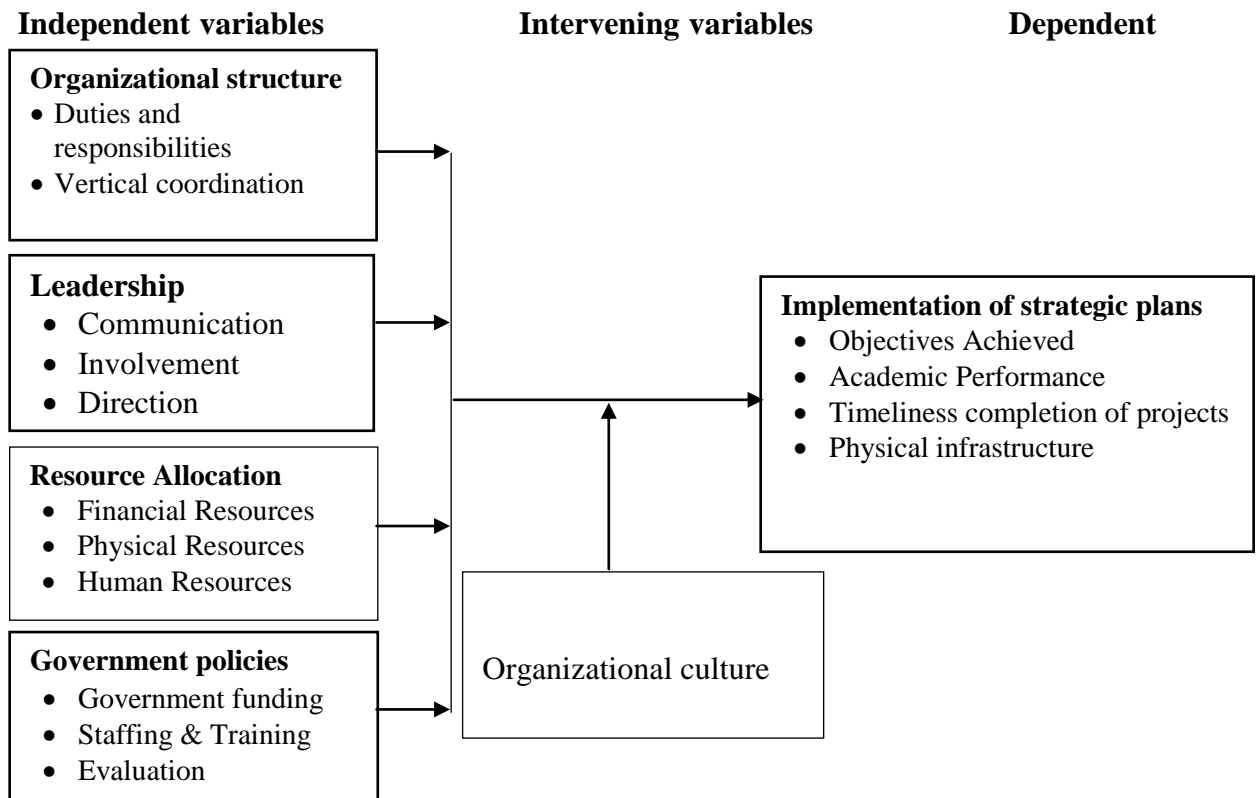 Independent variables
Intervening variables
Dependent
Organizational structure
• Duties and
responsibilities
• Vertical coordination
Leadership
• Communication
• Involvement
• Direction
Resource Allocation
• Financial Resources
• Physical Resources
• Human Resources
Government policies
• Government funding
• Staffing & Training
• Evaluation
Organizational culture
Implementation of strategic plans
• Objectives Achieved
• Academic Performance
• Timeliness completion of projects
• Physical infrastructure